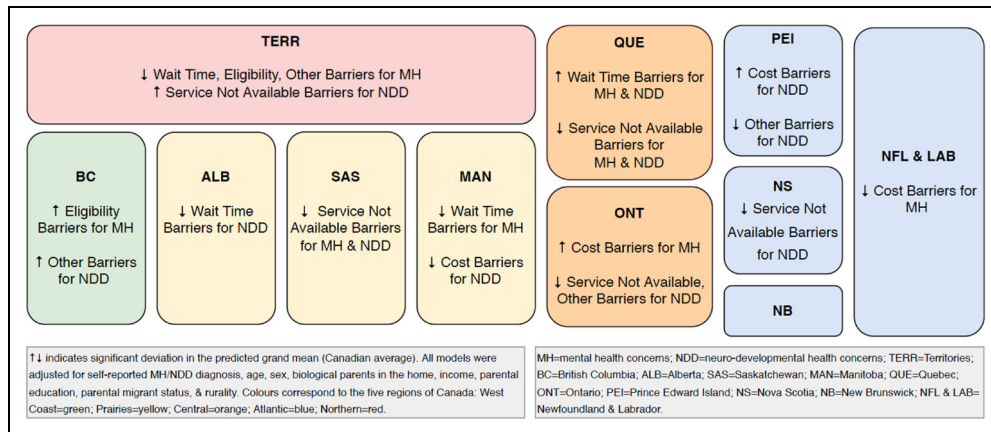 TERR
↓ Wait Time, Eligibility, Other Barriers for MH
↑ Service Not Available Barriers for NDD
BC
↑ Eligibility
Barriers for MH
↑ Other Barriers
for NDD
ALB
↓ Wait Time
Barriers for NDD
SAS
↓ Service Not
Available Barriers
for MH & NDD
MAN
↓ Wait Time
Barriers for MH
↓ Cost Barriers
for NDD
QUE
↑ Wait Time Barriers for
MH & NDD
↓ Service Not Available
Barriers for
MH & NDD
ONT
↑ Cost Barriers for MH
↓ Service Not Available,
Other Barriers for NDD
PEI
↑ Cost Barriers
for NDD
↓ Other Barriers
for NDD
NS
↓ Service Not
Available Barriers
for NDD
NB
NFL & LAB
↓ Cost Barriers for
MH
↑↓ indicates significant deviation in the predicted grand mean (Canadian average). All models were
adjusted for self-reported MH/NDD diagnosis, age, sex, biological parents in the home, income, parental
education, parental migrant status, & rurality. Colours correspond to the five regions of Canada: West
Coast=green; Prairies=yellow; Central=orange; Atlantic=blue; Northern=red.
MH=mental health concerns; NDD=neuro-developmental health concerns; TERR=Territories;
BC=British Columbia; ALB=Alberta; SAS=Saskatchewan; MAN=Manitoba; QUE=Quebec;
ONT=Ontario; PEI=Prince Edward Island; NS=Nova Scotia; NB=New Brunswick; NFL & LAB=
Newfoundland & Labrador.